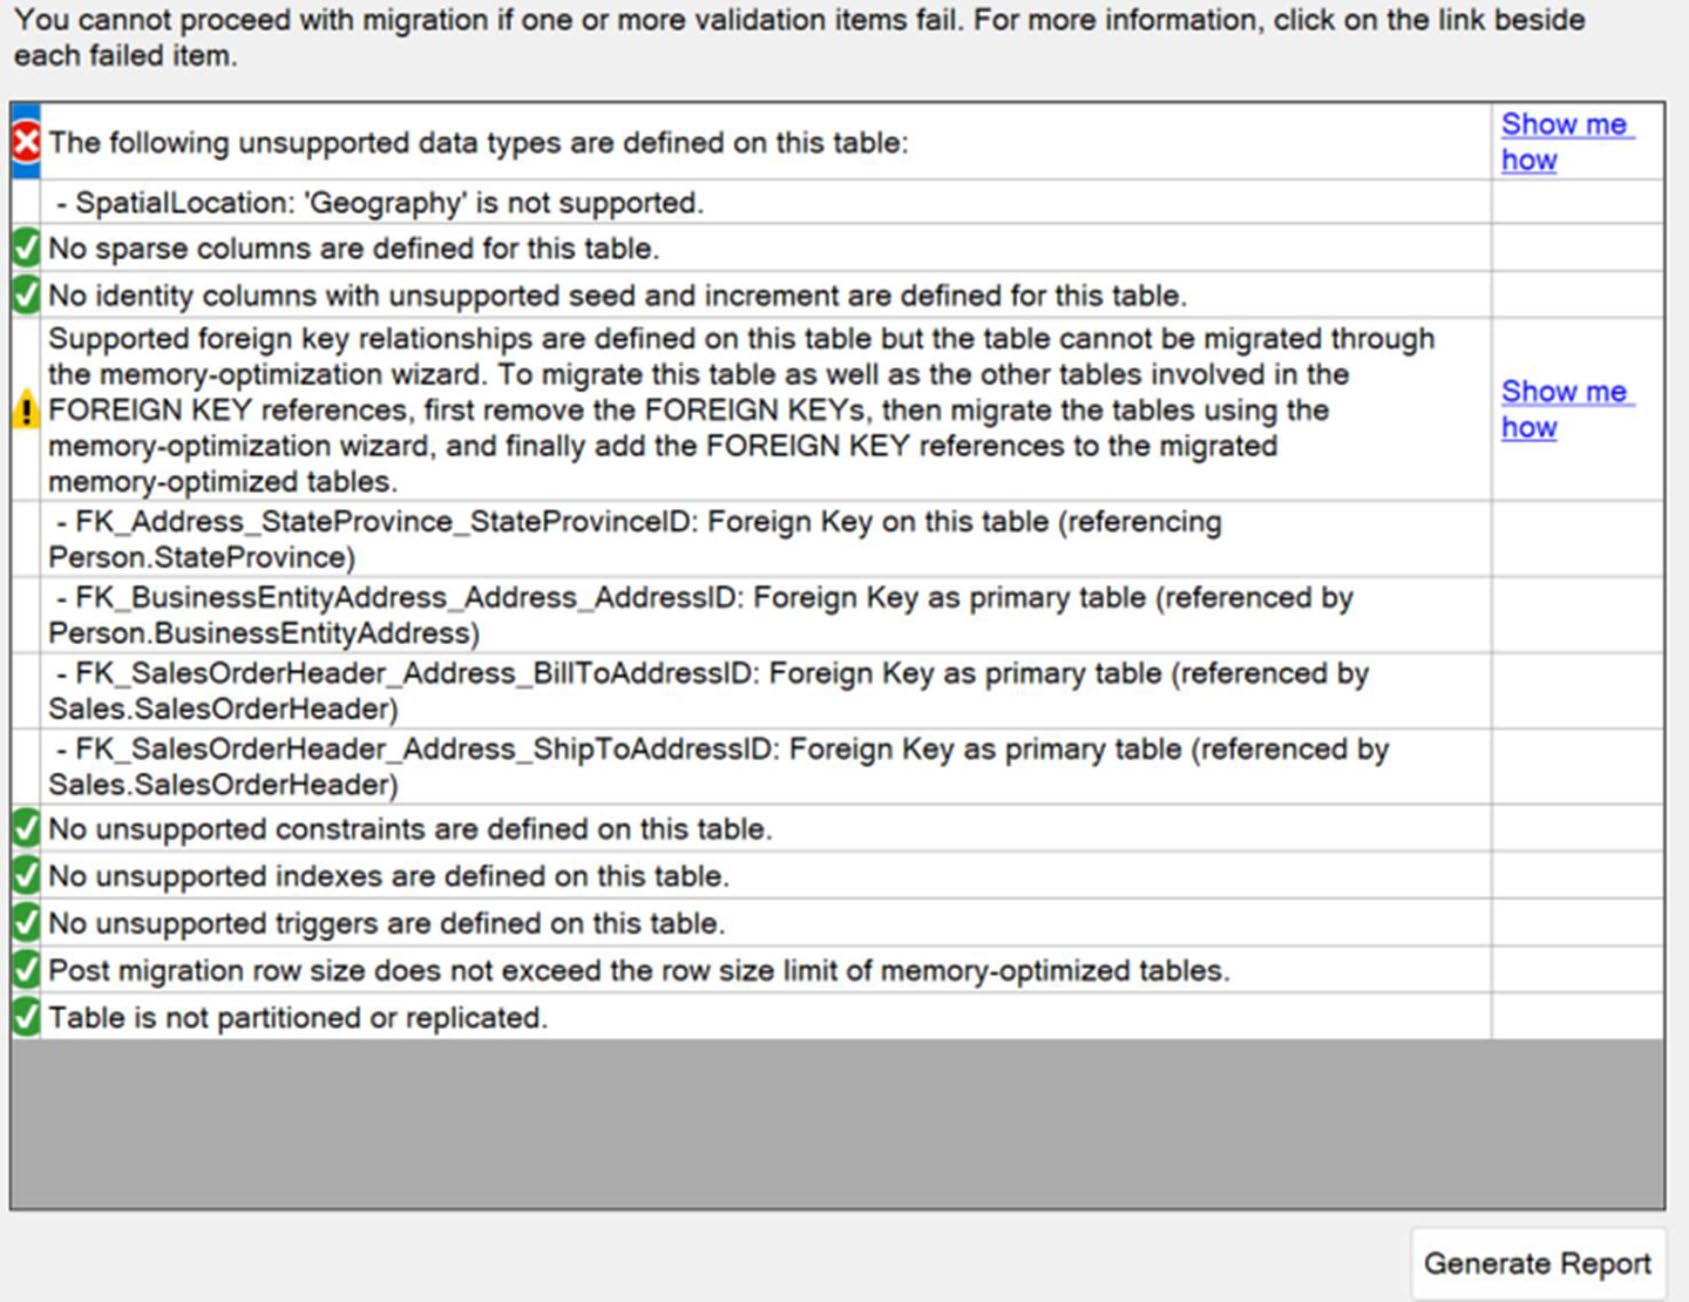 You cannot proceed with migration if one or more validation items fail. For more information, click on the link beside
each failed item.
The following unsupported data types are defined on this table:
Show me
how
- SpatialLocation: 'Geography' is not supported.
No sparse columns are defined for this table.
No identity columns with unsupported seed and increment are defined for this table.
Supported foreign key relationships are defined on this table but the table cannot be migrated through
the memory-optimization wizard. To migrate this table as well as the other tables involved in the
FOREIGN KEY references, first remove the FOREIGN KEYs, then migrate the tables using the
memory-optimization wizard, and finally add the FOREIGN KEY references to the migrated
memory-optimized tables.
Show me
how
- FK_Address_StateProvince_StateProvinceID: Foreign Key on this table (referencing
Person.StateProvince)
- FK_BusinessEntityAddress_Address_AddressID: Foreign Key as primary table (referenced by
Person.BusinessEntityAddress)
- FK_SalesOrderHeader_Address_BillToAddressID: Foreign Key as primary table (referenced by
Sales.SalesOrderHeader)
- FK_SalesOrderHeader_Address_ShipToAddressID: Foreign Key as primary table (referenced by
Sales.SalesOrderHeader)
No unsupported constraints are defined on this table.
No unsupported indexes are defined on this table.
No unsupported triggers are defined on this table.
Post migration row size does not exceed the row size limit of memory-optimized tables.
Table is not partitioned or replicated.
Generate Report